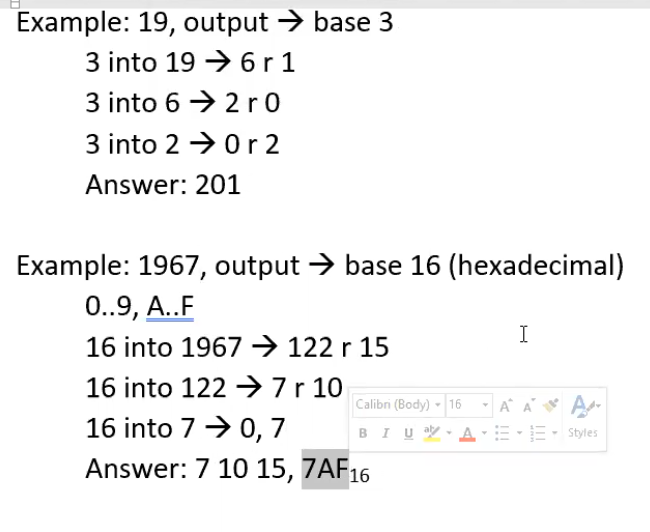 Example: 19, output → base 3
3 into 19 → 6 r 1
3 into 6 → 2 r 0
3 into 2 → 0 r 2
Answer: 201
Example: 1967, output → base 16 (hexadecimal)
0..9, A..F
16 into 1967 → 122 r 15
16 into 122 → 7 r 10
Calibri (Body) 16 A A A
16 into 7 → 0, 7
B I U ab A Styles
Answer: 7 10 15, 7AF₁₆